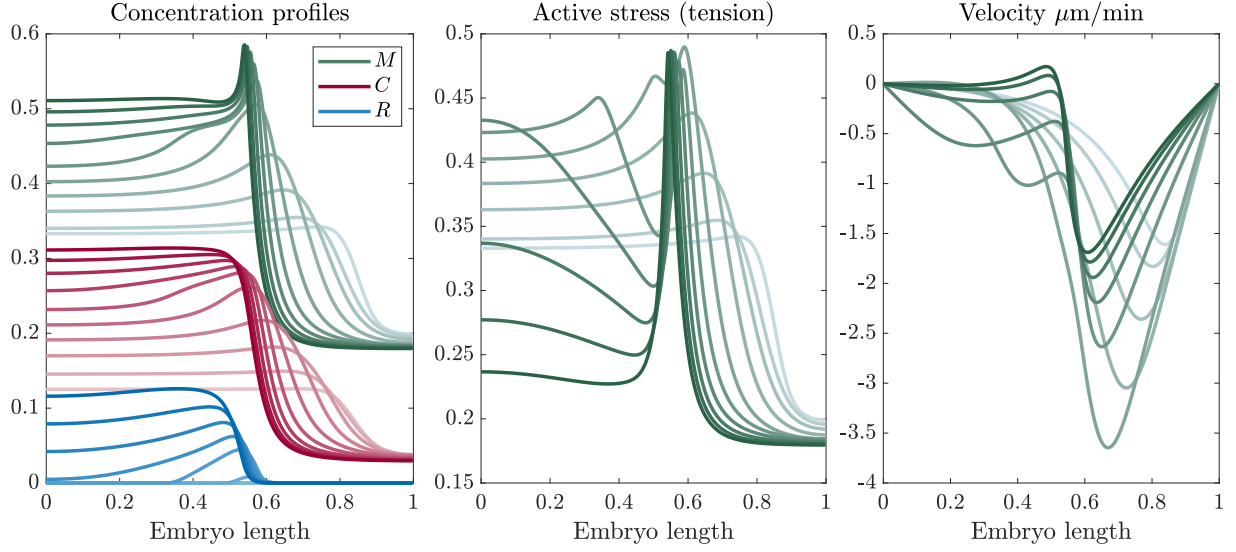 Concentration profiles
M
C
R
0.6
0.5
0.4
0.3
0.2
0.1
0
0 0.2 0.4 0.6 0.8 1
Embryo length
Active stress (tension)
0.5
0.45
0.4
0.35
0.3
0.25
0.2
0.15
0 0.2 0.4 0.6 0.8 1
Embryo length
Velocity μm/min
0
-0.5
-1
-1.5
-2
-2.5
-3
-3.5
-4
0 0.2 0.4 0.6 0.8 1
Embryo length